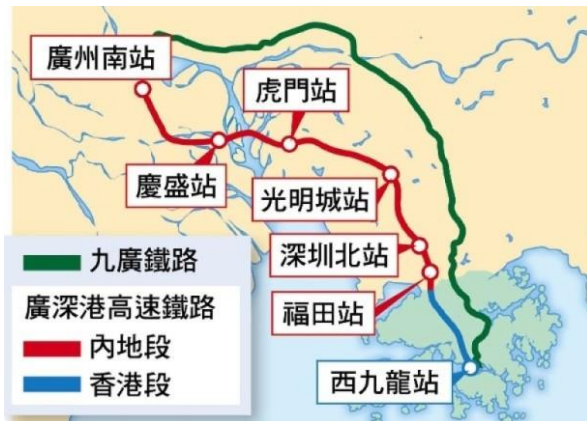 廣州南站
虎門站
慶盛站
光明城站
深圳北站
福田站
西九龍站
九廣鐵路
廣深港高速鐵路
內地段
香港段